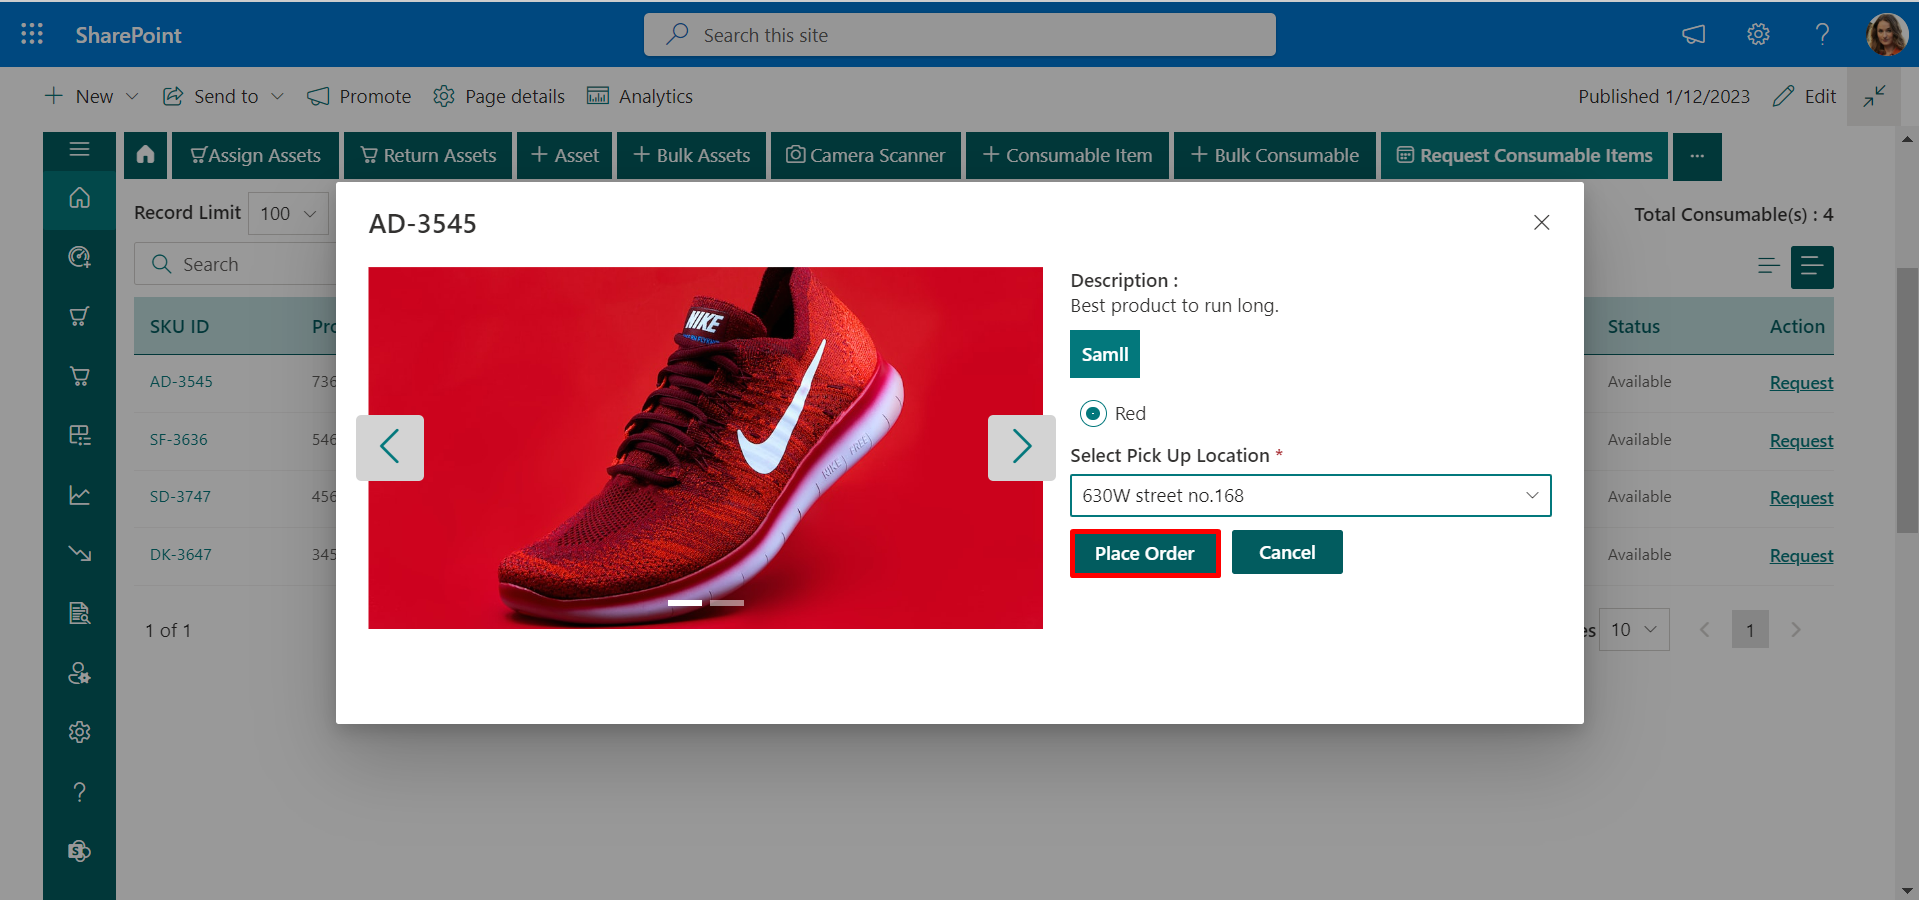 SharePoint
Search this site
New Send to Promote Page details Analytics Published 1/12/2023 Edit
Assign Assets Return Assets + Asset + Bulk Assets Camera Scanner + Consumable Item + Bulk Consumable Request Consumable Items ...
Record Limit 100 Total Consumable(s) : 4
Search
SKU ID Pro Status Action
AD-3545 736 Available Request
SF-3636 546 Available Request
SD-3747 456 Available Request
DK-3647 345 Available Request
1 of 1 es 10 1
AD-3545
NIKE
NIKE FREE
Description :
Best product to run long.
Samll
Red
Select Pick Up Location *
630W street no.168
Place Order Cancel